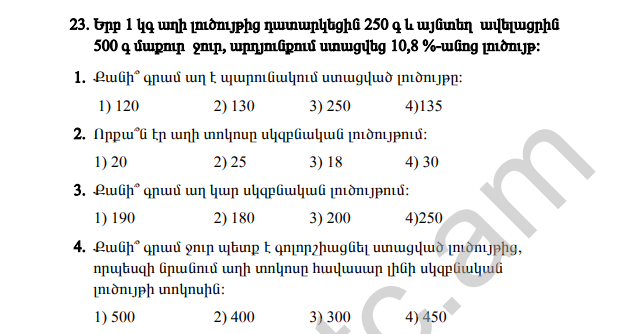 23. Երբ 1 կգ աղի լուծույթից դատարկեցին 250 գ և այնտեղ ավելացրին
500 գ մաքուր ջուր, արդյունքում ստացվեց 10,8 %-անոց լուծույթ:
1. Քանի՞ գրամ աղ է պարունակում ստացված լուծույթը:
1) 120 2) 130 3) 250 4)135
2. Որքա՞ն էր աղի տոկոսը սկզբնական լուծույթում:
1) 20 2) 25 3) 18 4) 30
3. Քանի՞ գրամ աղ կար սկզբնական լուծույթում:
1) 190 2) 180 3) 200 4)250
4. Քանի՞ գրամ ջուր պետք է գոլորշիացնել ստացված լուծույթից,
որպեսզի նրանում աղի տոկոսը հավասար լինի սկզբնական
լուծույթի տոկոսին:
1) 500 2) 400 3) 300 4) 450
tc.am